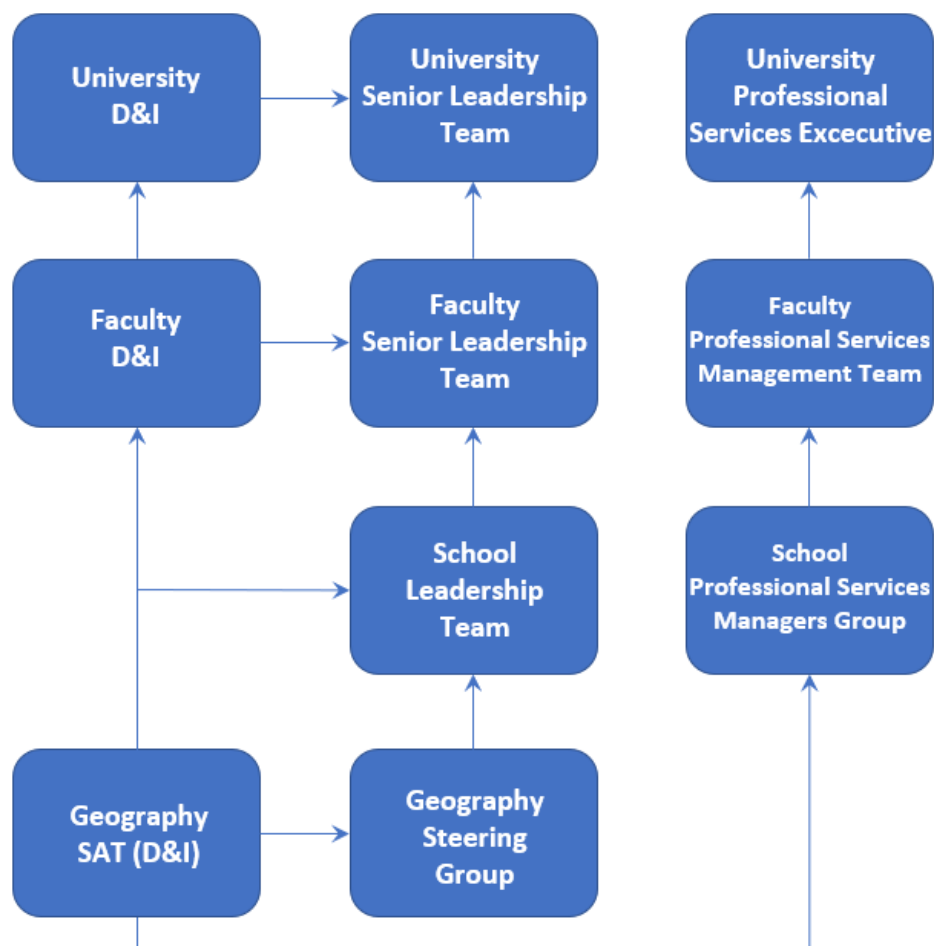 University
D&I
University
Senior Leadership
Team
University
Professional
Services Excecutive
Faculty
D&I
Faculty
Senior Leadership
Team
Faculty
Professional Services
Management Team
School
Leadership
Team
School
Professional Services
Managers Group
Geography
SAT (D&I)
Geography
Steering
Group